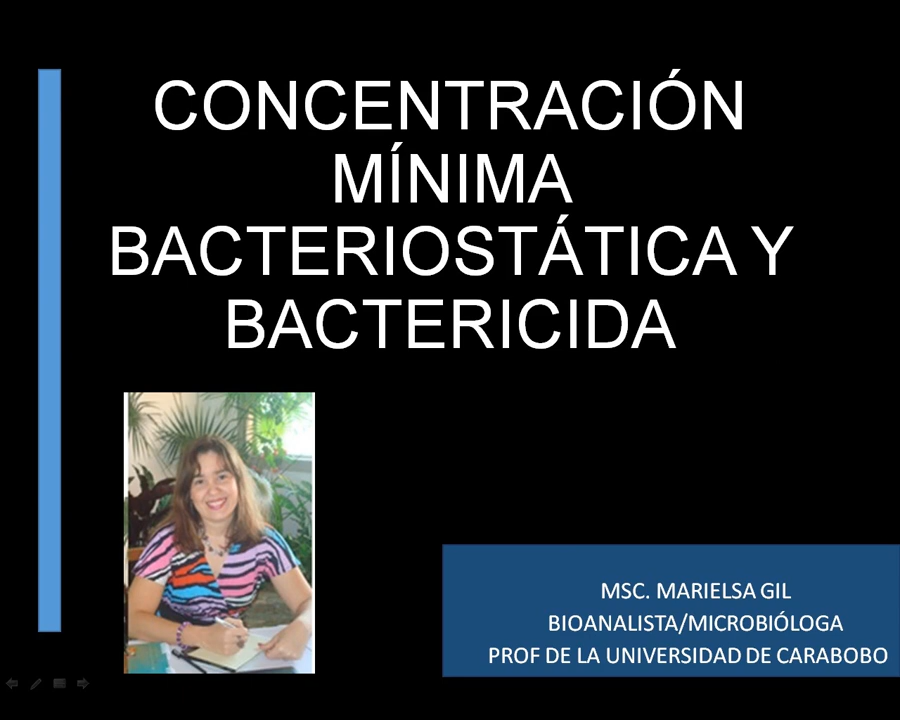 CONCENTRACIÓN
MÍNIMA
BACTERIOSTÁTICA Y
BACTERICIDA
MSC. MARIELSA GIL
BIOANALISTA/MICROBIÓLOGA
PROF DE LA UNIVERSIDAD DE CARABOBO